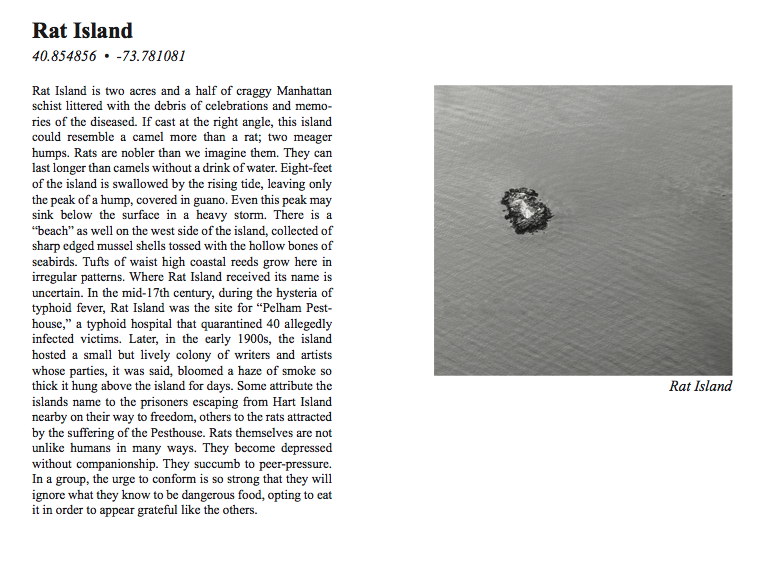 Rat Island
40.854856 • -73.781081
Rat Island is two acres and a half of craggy Manhattan
schist littered with the debris of celebrations and memo-
ries of the diseased. If cast at the right angle, this island
could resemble a camel more than a rat; two meager
humps. Rats are nobler than we imagine them. They can
last longer than camels without a drink of water. Eight-feet
of the island is swallowed by the rising tide, leaving only
the peak of a hump, covered in guano. Even this peak may
sink below the surface in a heavy storm. There is a
“beach” as well on the west side of the island, collected of
sharp edged mussel shells tossed with the hollow bones of
seabirds. Tufts of waist high coastal reeds grow here in
irregular patterns. Where Rat Island received its name is
uncertain. In the mid-17th century, during the hysteria of
typhoid fever, Rat Island was the site for “Pelham Pest-
house,” a typhoid hospital that quarantined 40 allegedly
infected victims. Later, in the early 1900s, the island
hosted a small but lively colony of writers and artists
whose parties, it was said, bloomed a haze of smoke so
thick it hung above the island for days. Some attribute the
islands name to the prisoners escaping from Hart Island
nearby on their way to freedom, others to the rats attracted
by the suffering of the Pesthouse. Rats themselves are not
unlike humans in many ways. They become depressed
without companionship. They succumb to peer-pressure.
In a group, the urge to conform is so strong that they will
ignore what they know to be dangerous food, opting to eat
it in order to appear grateful like the others.
Rat Island